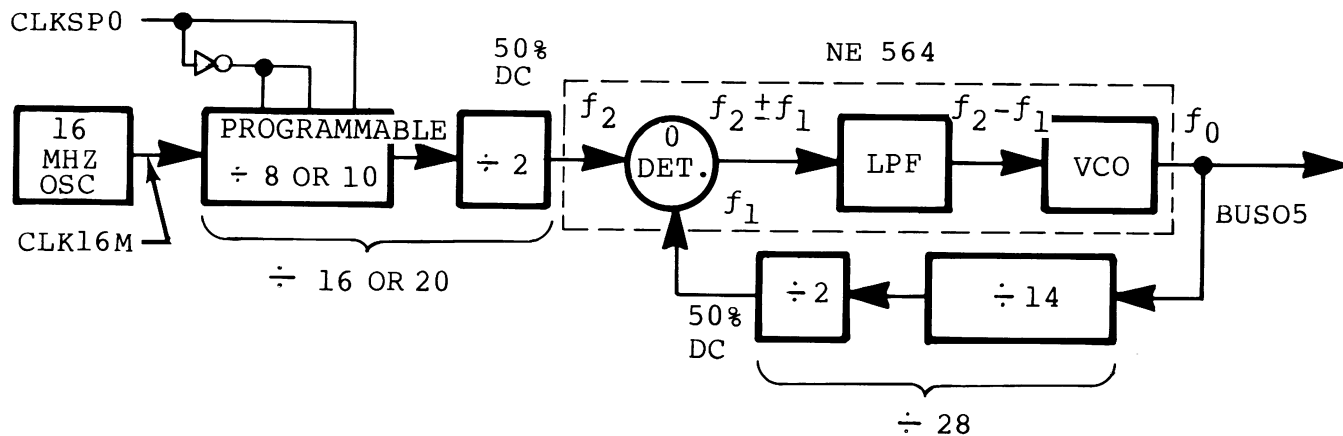 CLKSP0
50%
DC
NE 564
16
MHZ
OSC
PROGRAMMABLE
÷ 8 OR 10
÷ 2
f2
0
DET.
f2 ± f1
LPF
f2-f1
VCO
f0
f1
BUSO5
CLK16M
÷ 16 OR 20
50%
DC
÷2
÷14
÷ 28